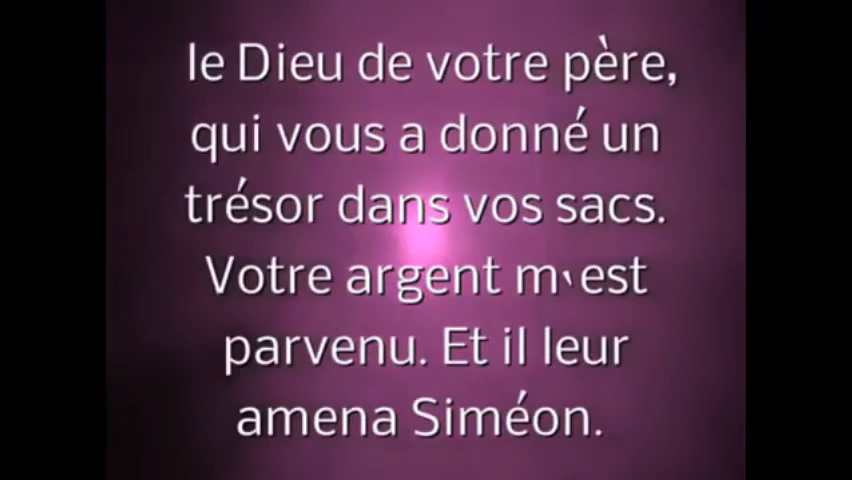 le Dieu de votre père,
qui vous a donné un
trésor dans vos sacs.
Votre argent m‵est
parvenu. Et il leur
amena Siméon.